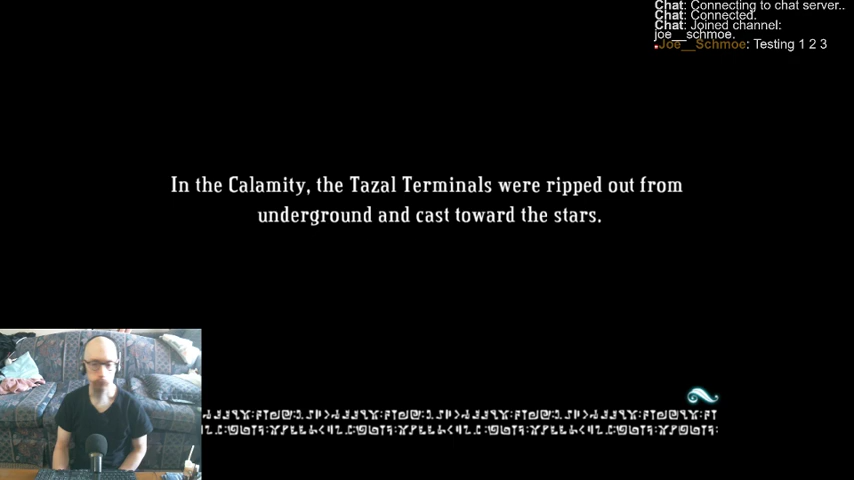 Chat: Connecting to chat server..
Chat: Connected.
Chat: Joined channel:
joe__schmoe.
Joe__Schmoe: Testing 1 2 3
In the Calamity, the Tazal Terminals were ripped out from
underground and cast toward the stars.